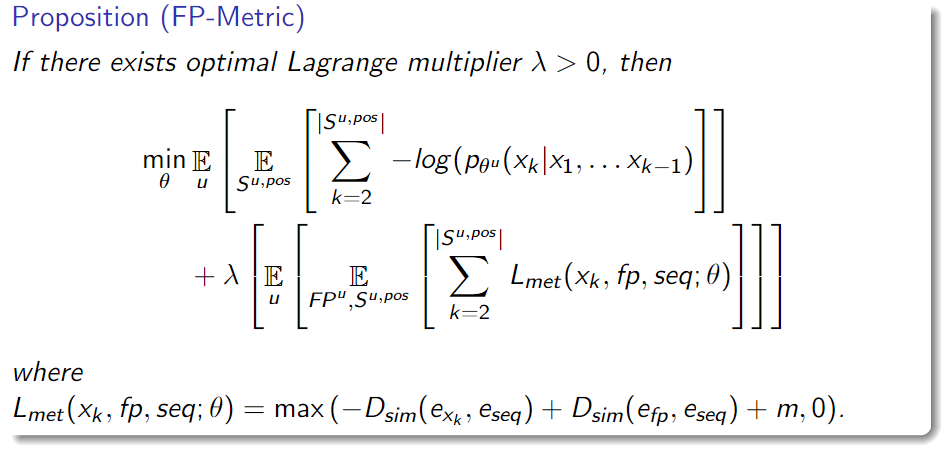 Proposition (FP-Metric)
If there exists optimal Lagrange multiplier λ > 0, then
min_θ 𝔼_u [ 𝔼_{S^{u,pos}} [ ∑_{k=2}^{|S^{u,pos}|} −log(p_{θ^u}(x_k|x_1, … x_{k−1}) ] ]
+ λ [ 𝔼_u [ 𝔼_{FP^u,S^{u,pos}} [ ∑_{k=2}^{|S^{u,pos}|} L_{met}(x_k, fp, seq; θ) ] ] ]
where
L_{met}(x_k, fp, seq; θ) = max (−D_{sim}(e_{x_k}, e_{seq}) + D_{sim}(e_{fp}, e_{seq}) + m, 0).